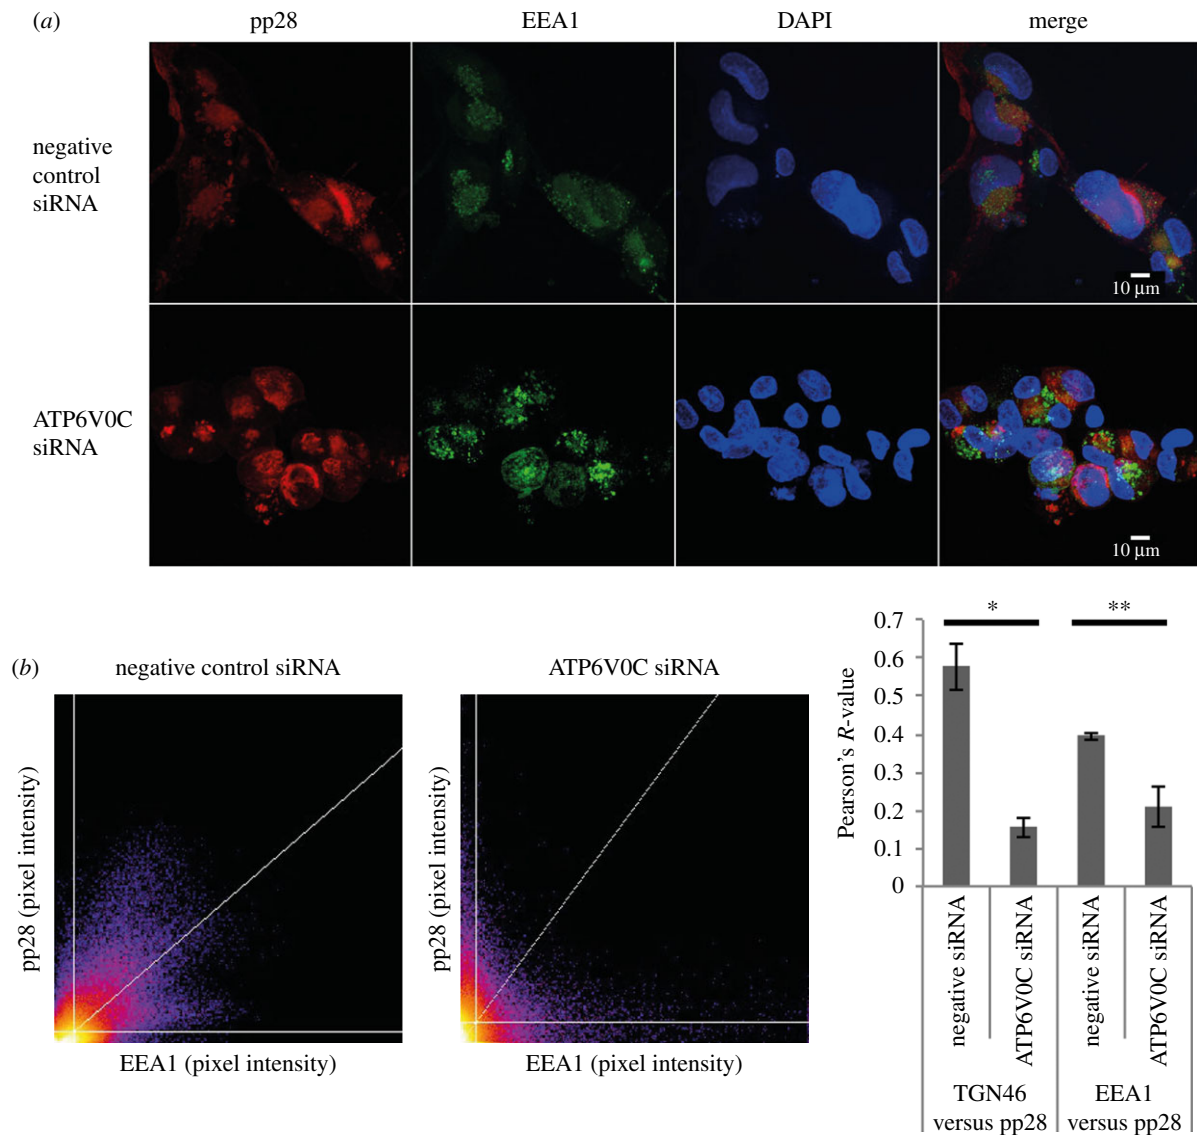 (a)
pp28
EEA1
DAPI
merge
negative
control
siRNA
10 µm
ATP6V0C
siRNA
10 µm
(b)
negative control siRNA
pp28 (pixel intensity)
EEA1 (pixel intensity)
ATP6V0C siRNA
pp28 (pixel intensity)
EEA1 (pixel intensity)
*
**
Pearson's R-value
0.7
0.6
0.5
0.4
0.3
0.2
0.1
0
negative siRNA
ATP6V0C siRNA
negative siRNA
ATP6V0C siRNA
TGN46
versus pp28
EEA1
versus pp28